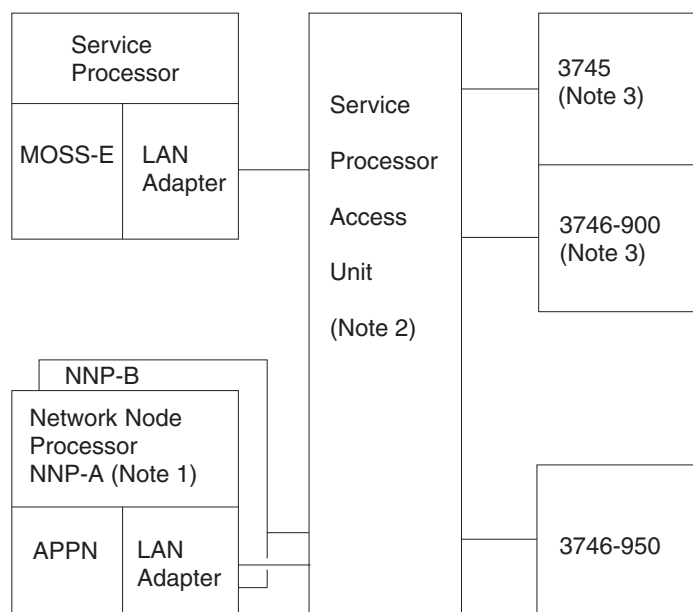 Service
Processor
MOSS-E
LAN
Adapter
Service
Processor
Access
Unit
(Note 2)
3745
(Note 3)
3746-900
(Note 3)
NNP-B
Network Node
Processor
NNP-A (Note 1)
APPN
LAN
Adapter
3746-950